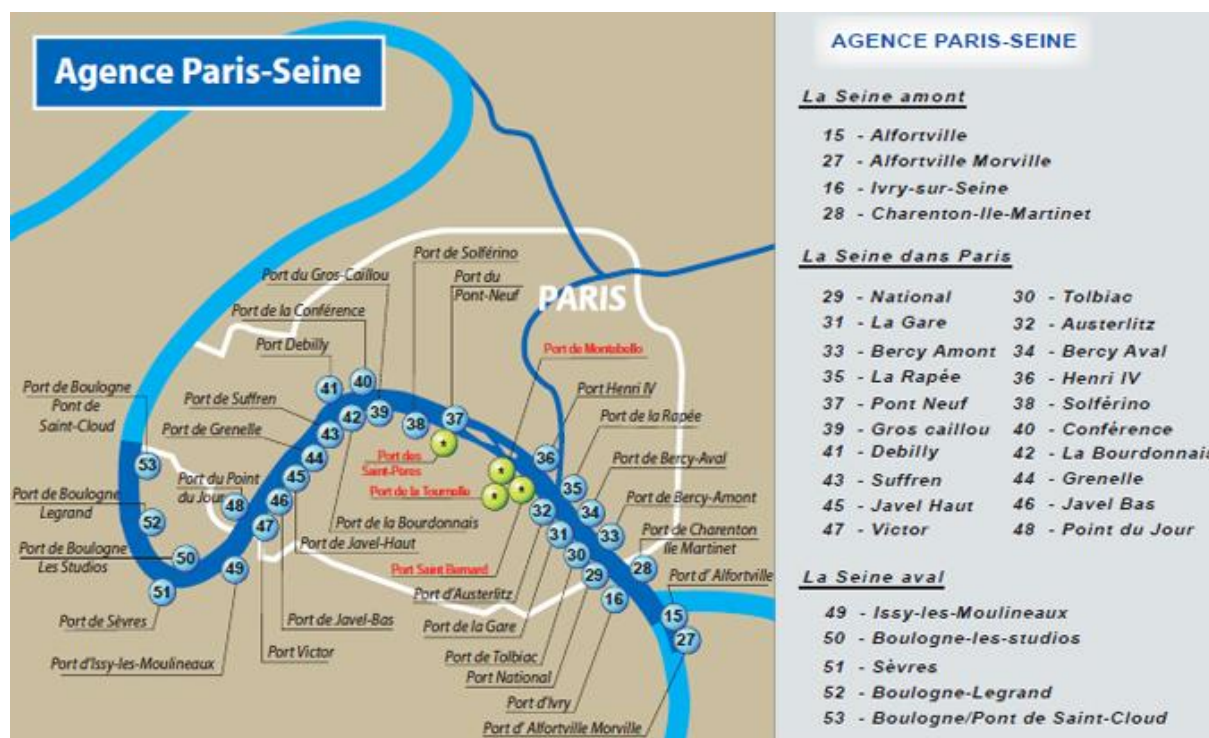 Agence Paris-Seine
PARIS
Port de Solférino
Port du Gros-Caillou
Port du
Pont-Neuf
Port de la Conférence
Port Debilly
Port de Montebello
Port de Boulogne
Pont de
Saint-Cloud
Port de Suffren
Port Henri IV
Port de la Rapée
Port de Grenelle
Port des
Saint-Peres
Port de Bercy-Aval
Port du Point
du Jour
Port de la Tournelle
Port de Boulogne
Legrand
Port de Bercy-Amont
Port de la Bourdonnais
Port de Charenton
Ile Martinet
Port de Javel-Haut
Port de Boulogne
Les Studios
Port Saint Bernard
Port d' Alfortville
Port d'Austerlitz
Port de Sèvres
Port de Javel-Bas
Port de la Gare
Port d'Issy-les-Moulineaux
Port Victor
Port de Tolbiac
Port National
Port d'Ivry
Port d' Alfortville Morville
41
40
42
39
38
37
43
44
45
46
47
48
49
50
51
52
53
36
35
34
33
32
31
30
29
28
16
15
27
*
*
*
*
AGENCE PARIS-SEINE
La Seine amont
15 - Alfortville
27 - Alfortville Morville
16 - Ivry-sur-Seine
28 - Charenton-Ile-Martinet
La Seine dans Paris
29 - National 30 - Tolbiac
31 - La Gare 32 - Austerlitz
33 - Bercy Amont 34 - Bercy Aval
35 - La Rapée 36 - Henri IV
37 - Pont Neuf 38 - Solférino
39 - Gros caillou 40 - Conférence
41 - Debilly 42 - La Bourdonnais
43 - Suffren 44 - Grenelle
45 - Javel Haut 46 - Javel Bas
47 - Victor 48 - Point du Jour
La Seine aval
49 - Issy-les-Moulineaux
50 - Boulogne-les-studios
51 - Sèvres
52 - Boulogne-Legrand
53 - Boulogne/Pont de Saint-Cloud